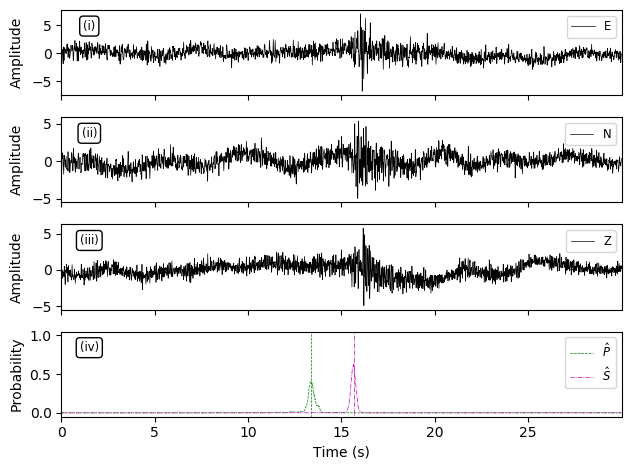 Amplitude
5
0
−5
(i)
E
Amplitude
5
0
−5
(ii)
N
Amplitude
5
0
−5
(iii)
Z
Probability
1.0
0.5
0.0
(iv)
P̂
Ŝ
0 5 10 15 20 25
Time (s)